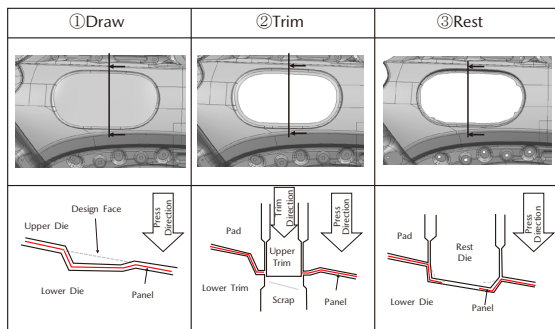 ①Draw
②Trim
③Rest
Design Face
Upper Die
Press
Direction
Lower Die
Panel
Trim
Direction
Press
Direction
Pad
Upper
Trim
Lower Trim
Scrap
Panel
Press
Direction
Pad
Rest
Die
Lower Die
Panel